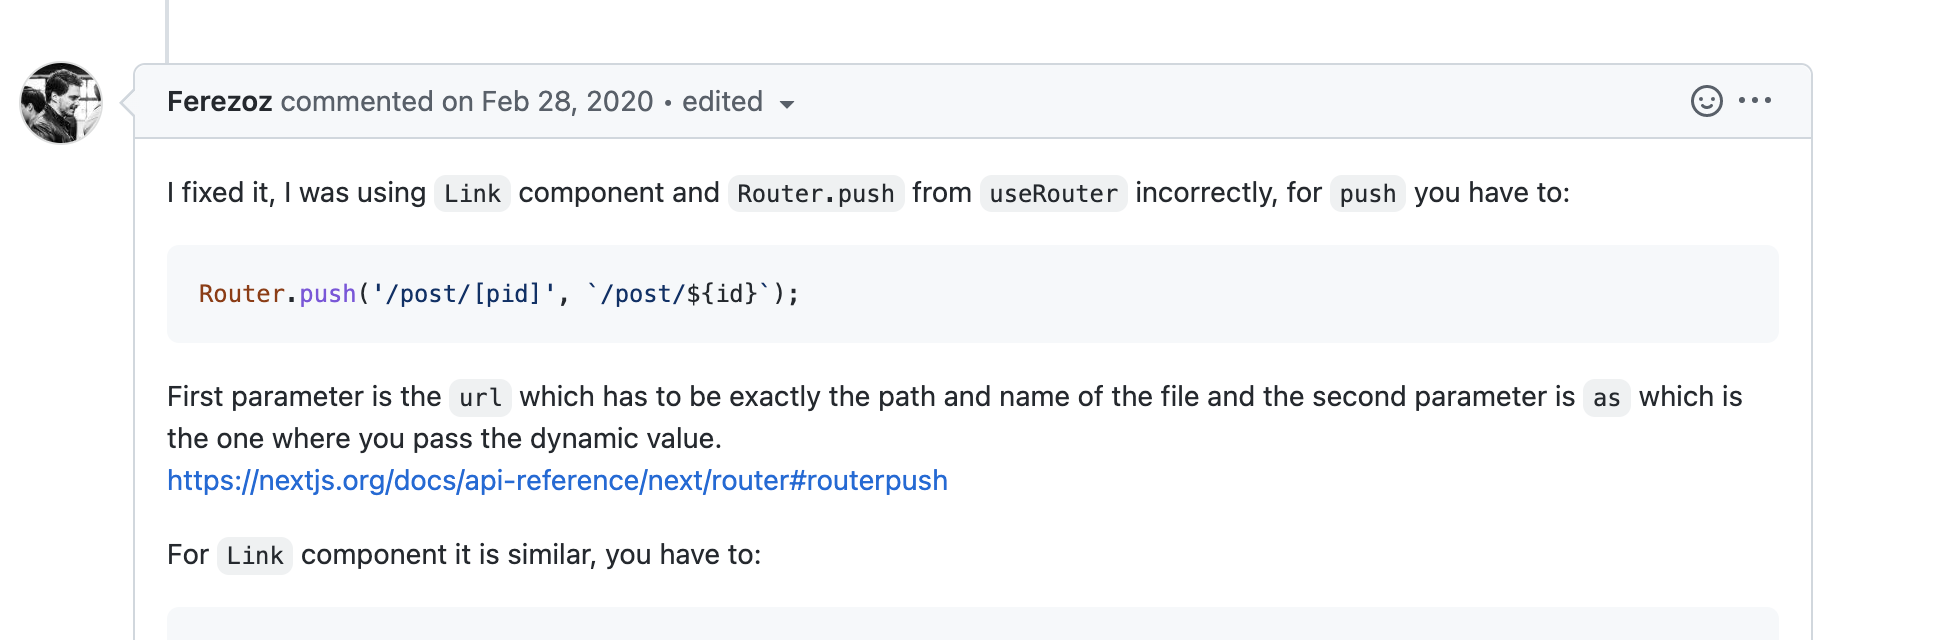 Ferezoz commented on Feb 28, 2020 • edited
I fixed it, I was using Link component and Router.push from useRouter incorrectly, for push you have to:
Router.push('/post/[pid]', `/post/${id}`);
First parameter is the url which has to be exactly the path and name of the file and the second parameter is as which is
the one where you pass the dynamic value.
https://nextjs.org/docs/api-reference/next/router#routerpush
For Link component it is similar, you have to: